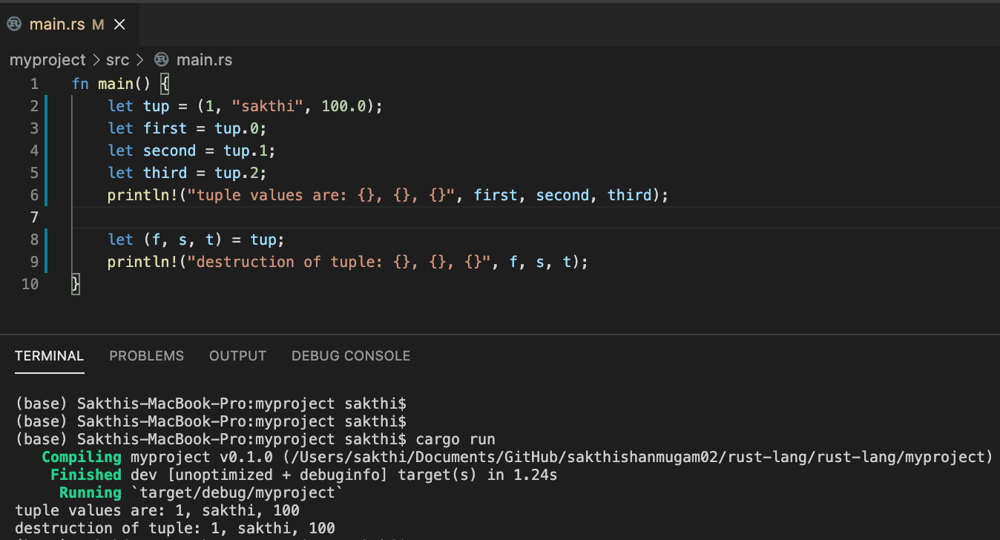 main.rs M
myproject > src > main.rs
1 fn main() {
2 let tup = (1, "sakthi", 100.0);
3 let first = tup.0;
4 let second = tup.1;
5 let third = tup.2;
6 println!("tuple values are: {}, {}, {}", first, second, third);
7
8 let (f, s, t) = tup;
9 println!("destruction of tuple: {}, {}, {}", f, s, t);
10 }
TERMINAL PROBLEMS OUTPUT DEBUG CONSOLE
(base) Sakthis-MacBook-Pro:myproject sakthi$
(base) Sakthis-MacBook-Pro:myproject sakthi$
(base) Sakthis-MacBook-Pro:myproject sakthi$ cargo run
Compiling myproject v0.1.0 (/Users/sakthi/Documents/GitHub/sakthishanmugam02/rust-lang/rust-lang/myproject)
Finished dev [unoptimized + debuginfo] target(s) in 1.24s
Running `target/debug/myproject`
tuple values are: 1, sakthi, 100
destruction of tuple: 1, sakthi, 100